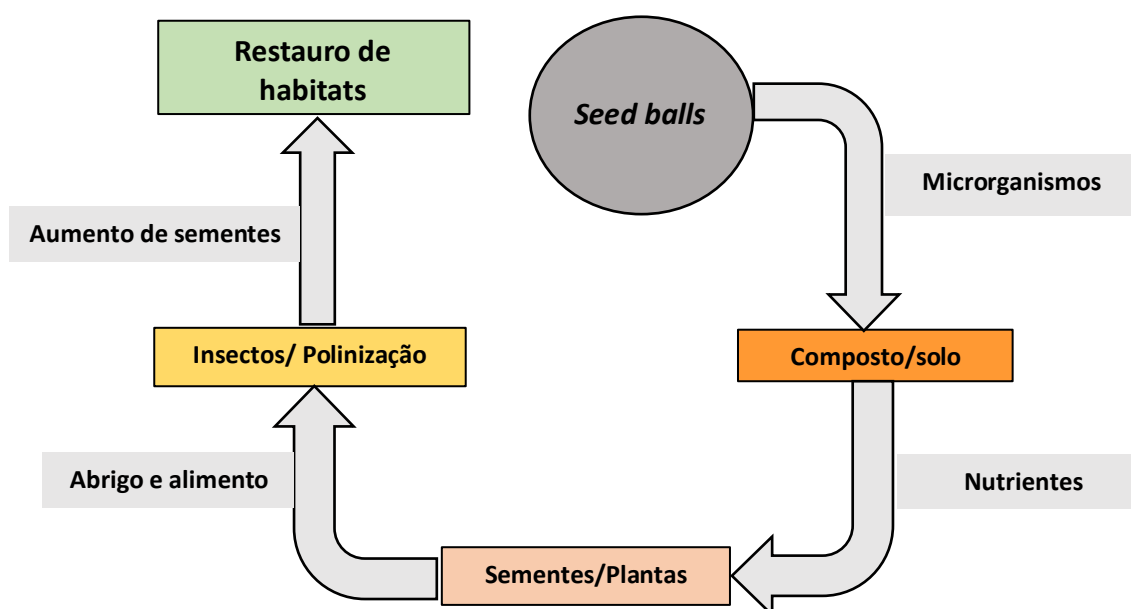 Restauro de
habitats
Seed balls
Microrganismos
Aumento de sementes
Insectos/ Polinização
Composto/solo
Abrigo e alimento
Nutrientes
Sementes/Plantas